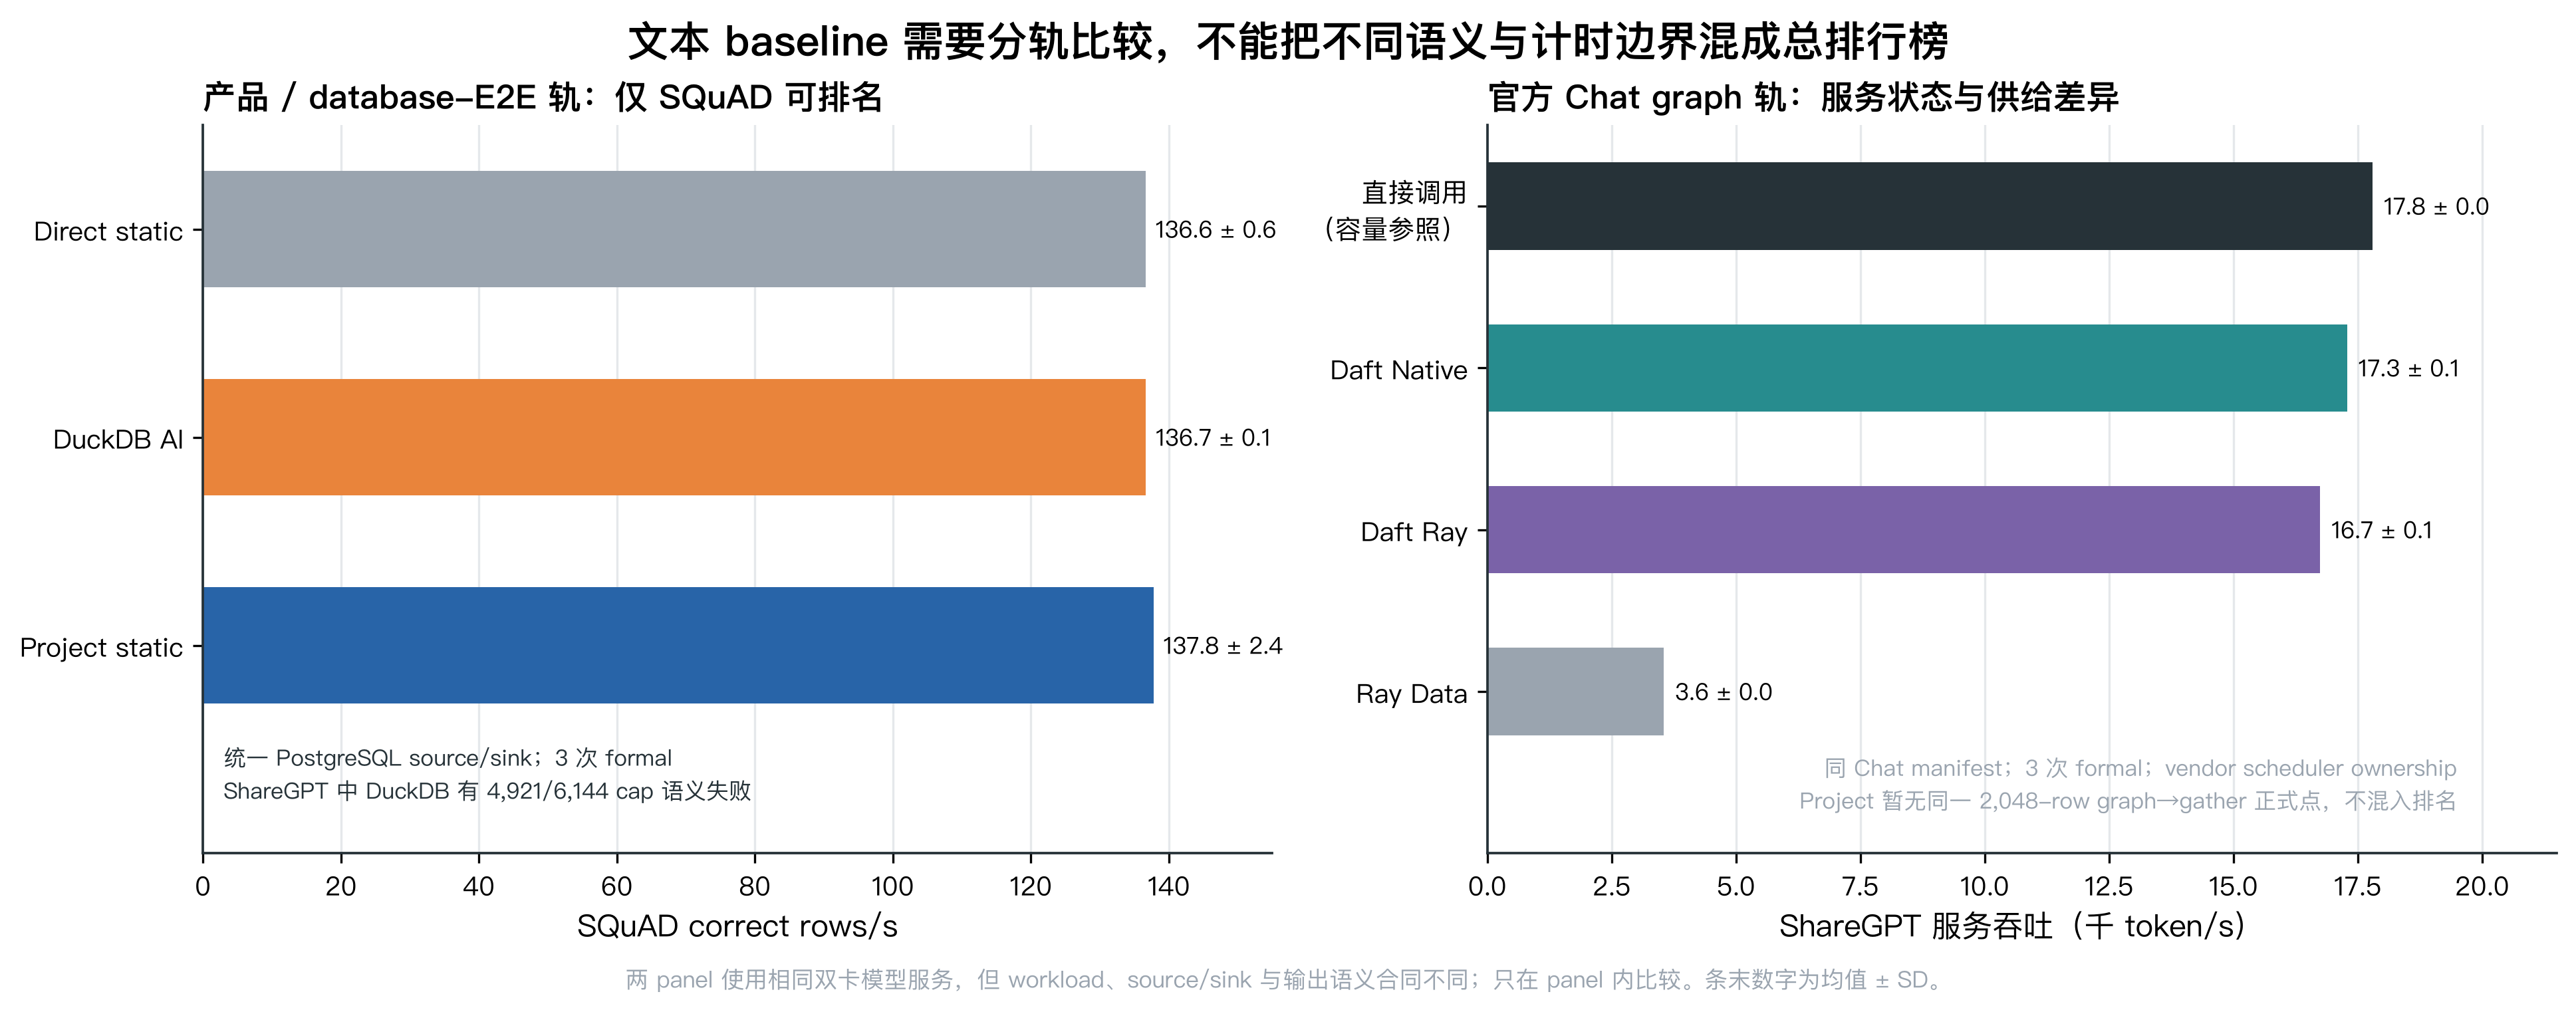 文本 baseline 需要分轨比较，不能把不同语义与计时边界混成总排行榜
产品 / database-E2E 轨：仅 SQuAD 可排名
Direct static
136.6 ± 0.6
DuckDB AI
136.7 ± 0.1
Project static
137.8 ± 2.4
统一 PostgreSQL source/sink；3 次 formal
ShareGPT 中 DuckDB 有 4,921/6,144 cap 语义失败
0 20 40 60 80 100 120 140
SQuAD correct rows/s
官方 Chat graph 轨：服务状态与供给差异
直接调用
（容量参照）
17.8 ± 0.0
Daft Native
17.3 ± 0.1
Daft Ray
16.7 ± 0.1
Ray Data
3.6 ± 0.0
同 Chat manifest；3 次 formal；vendor scheduler ownership
Project 暂无同一 2,048-row graph→gather 正式点，不混入排名
0.0 2.5 5.0 7.5 10.0 12.5 15.0 17.5 20.0
ShareGPT 服务吞吐（千 token/s）
两 panel 使用相同双卡模型服务，但 workload、source/sink 与输出语义合同不同；只在 panel 内比较。条末数字为均值 ± SD。